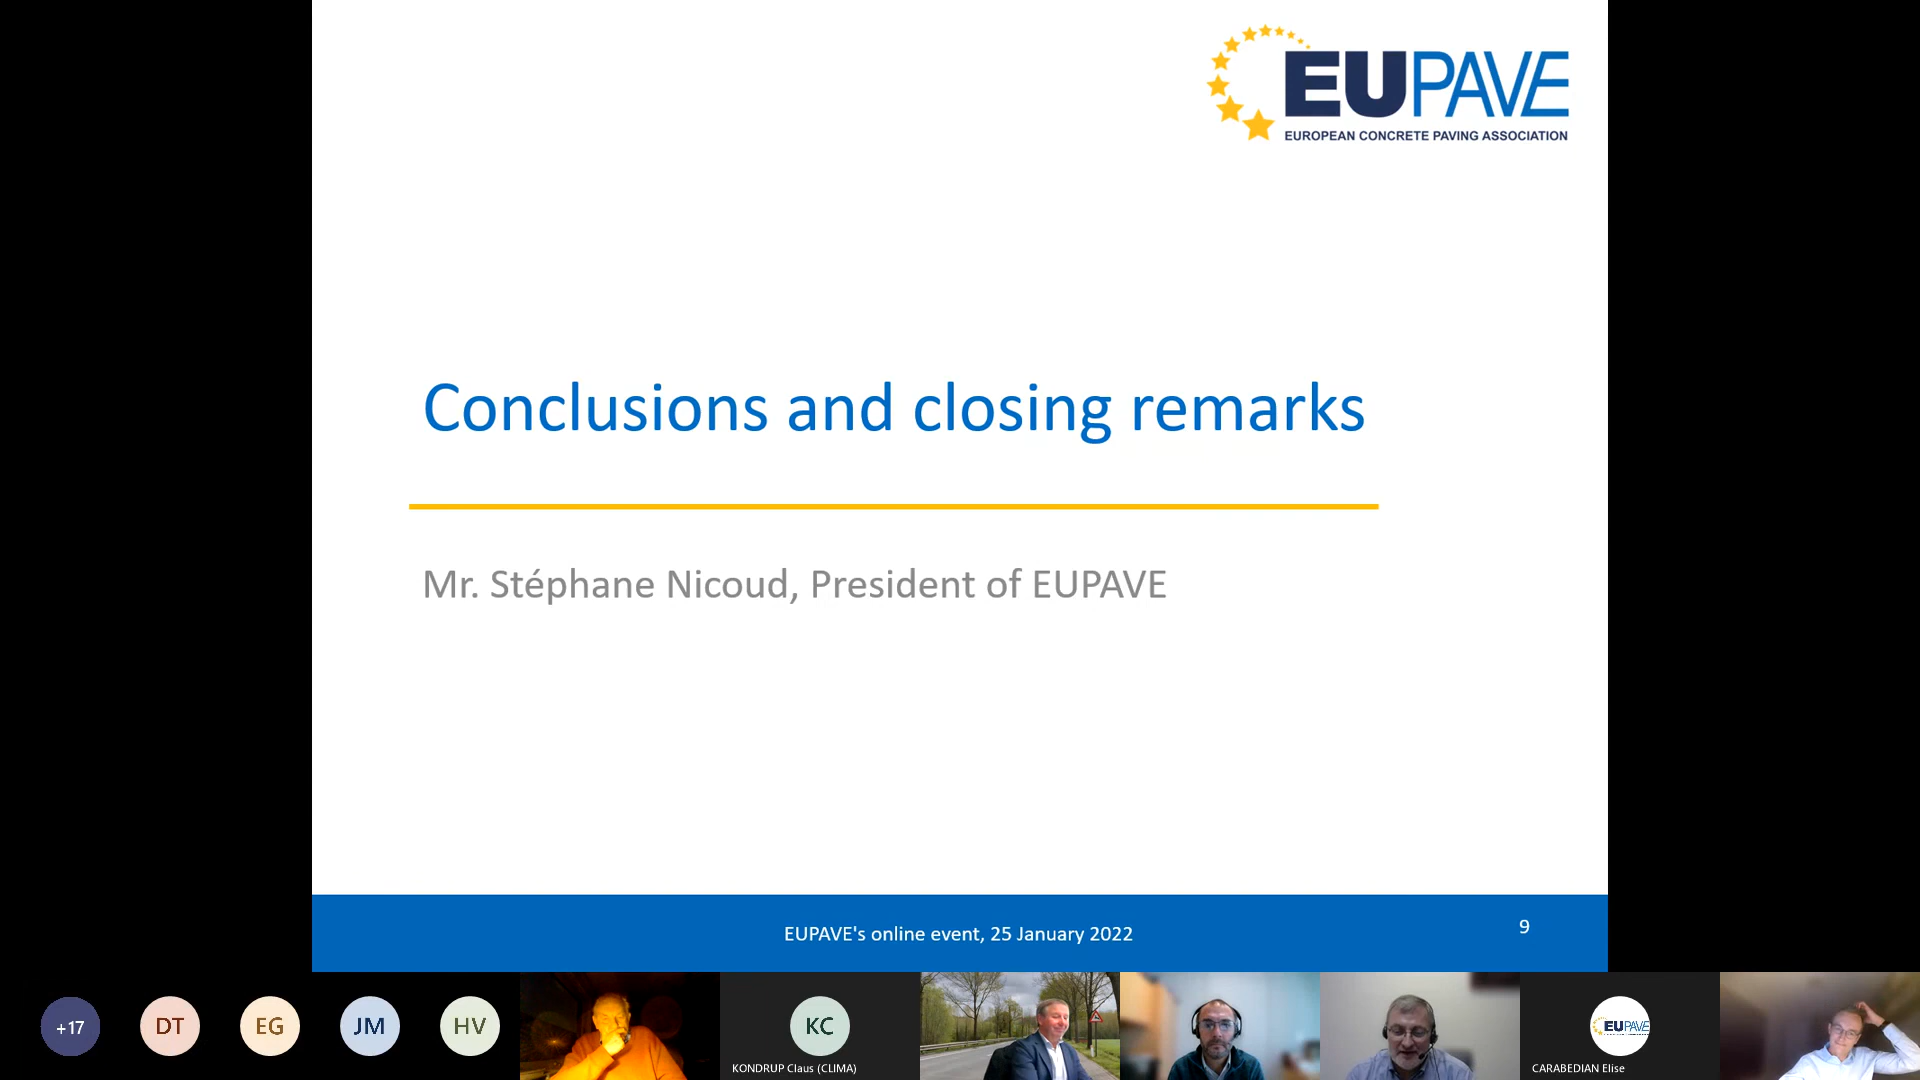 EUPAVE
EUROPEAN CONCRETE PAVING ASSOCIATION
Conclusions and closing remarks
Mr. Stéphane Nicoud, President of EUPAVE
EUPAVE's online event, 25 January 2022
9
+17
DT
EG
JM
HV
KC
KONDRUP Claus (CLIMA)
EUPAVE
CARABEDIAN Elise